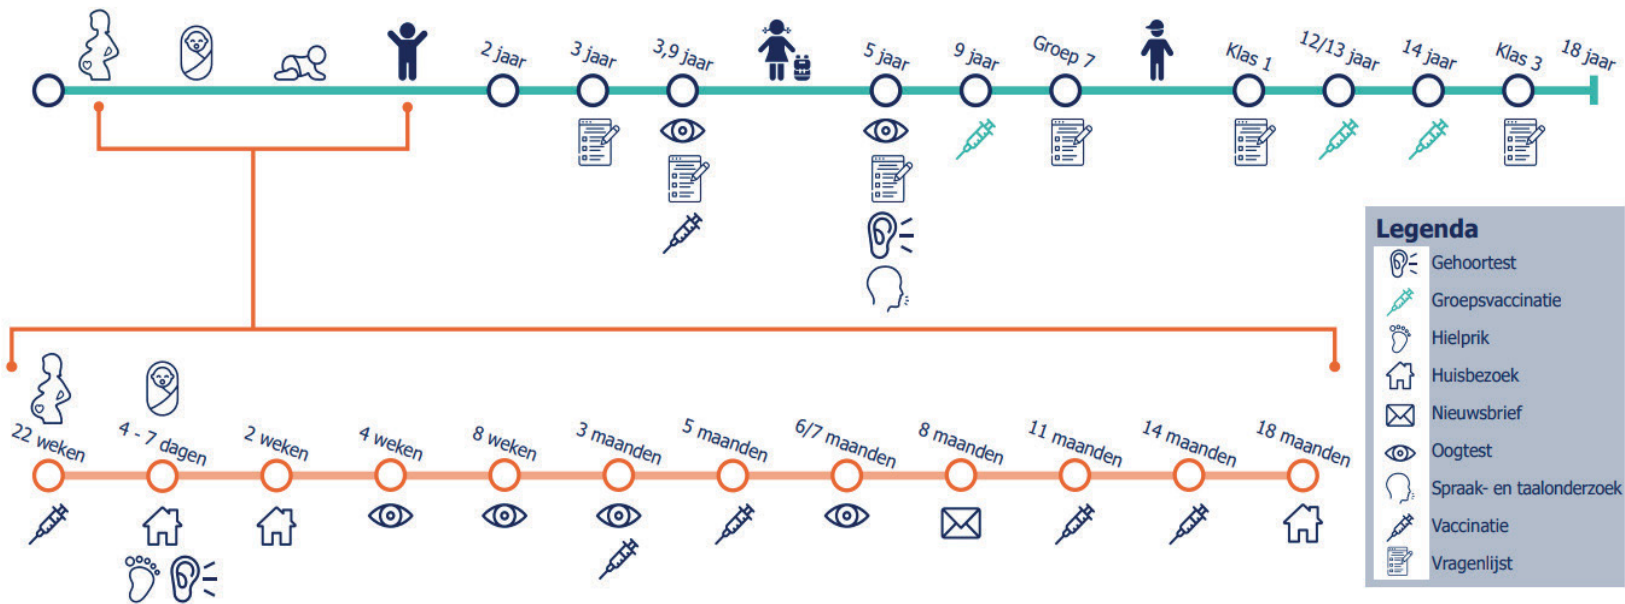 2 jaar
3 jaar
3,9 jaar
5 jaar
9 jaar
Groep 7
Klas 1
12/13 jaar
14 jaar
Klas 3
18 jaar
Legenda
Gehoortest
Groepsvaccinatie
Hielprik
Huisbezoek
Nieuwsbrief
Oogtest
Spraak- en taalonderzoek
Vaccinatie
Vragenlijst
22 weken
4 - 7 dagen
2 weken
4 weken
8 weken
3 maanden
5 maanden
6/7 maanden
8 maanden
11 maanden
14 maanden
18 maanden